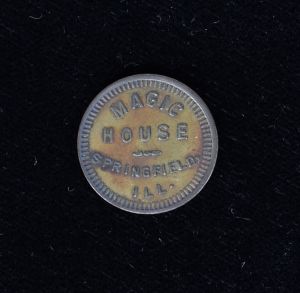 MAGIC
HOUSE
SPRINGFIELD,
ILL.